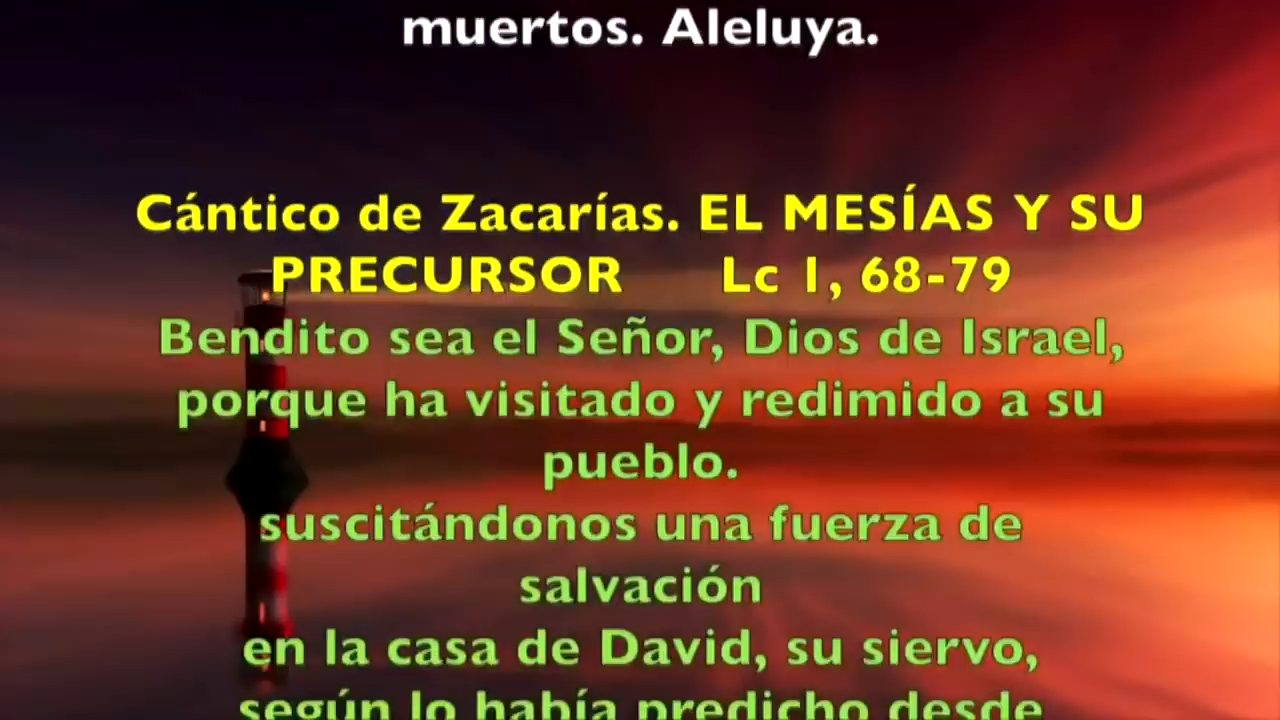 muertos. Aleluya.
Cántico de Zacarías. EL MESÍAS Y SU
PRECURSOR Lc 1, 68-79
Bendito sea el Señor, Dios de Israel,
porque ha visitado y redimido a su
pueblo.
suscitándonos una fuerza de
salvación
en la casa de David, su siervo,
según lo había predicho desde